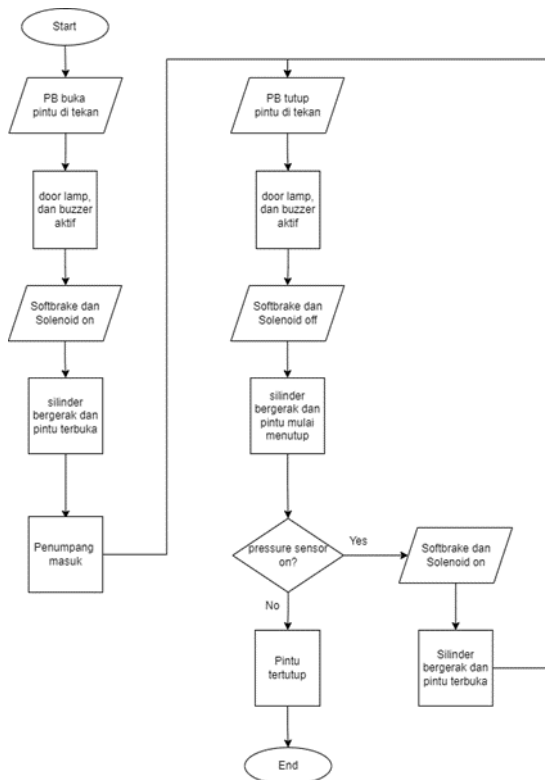 Start
PB buka
pintu di tekan
door lamp,
dan buzzer
aktif
Softbrake dan
Solenoid on
silinder
bergerak dan
pintu terbuka
Penumpang
masuk
PB tutup
pintu di tekan
door lamp,
dan buzzer
aktif
Softbrake dan
Solenoid off
silinder
bergerak dan
pintu mulai
menutup
pressure sensor
on?
Yes
Softbrake dan
Solenoid on
Silinder
bergerak dan
pintu terbuka
No
Pintu
tertutup
End